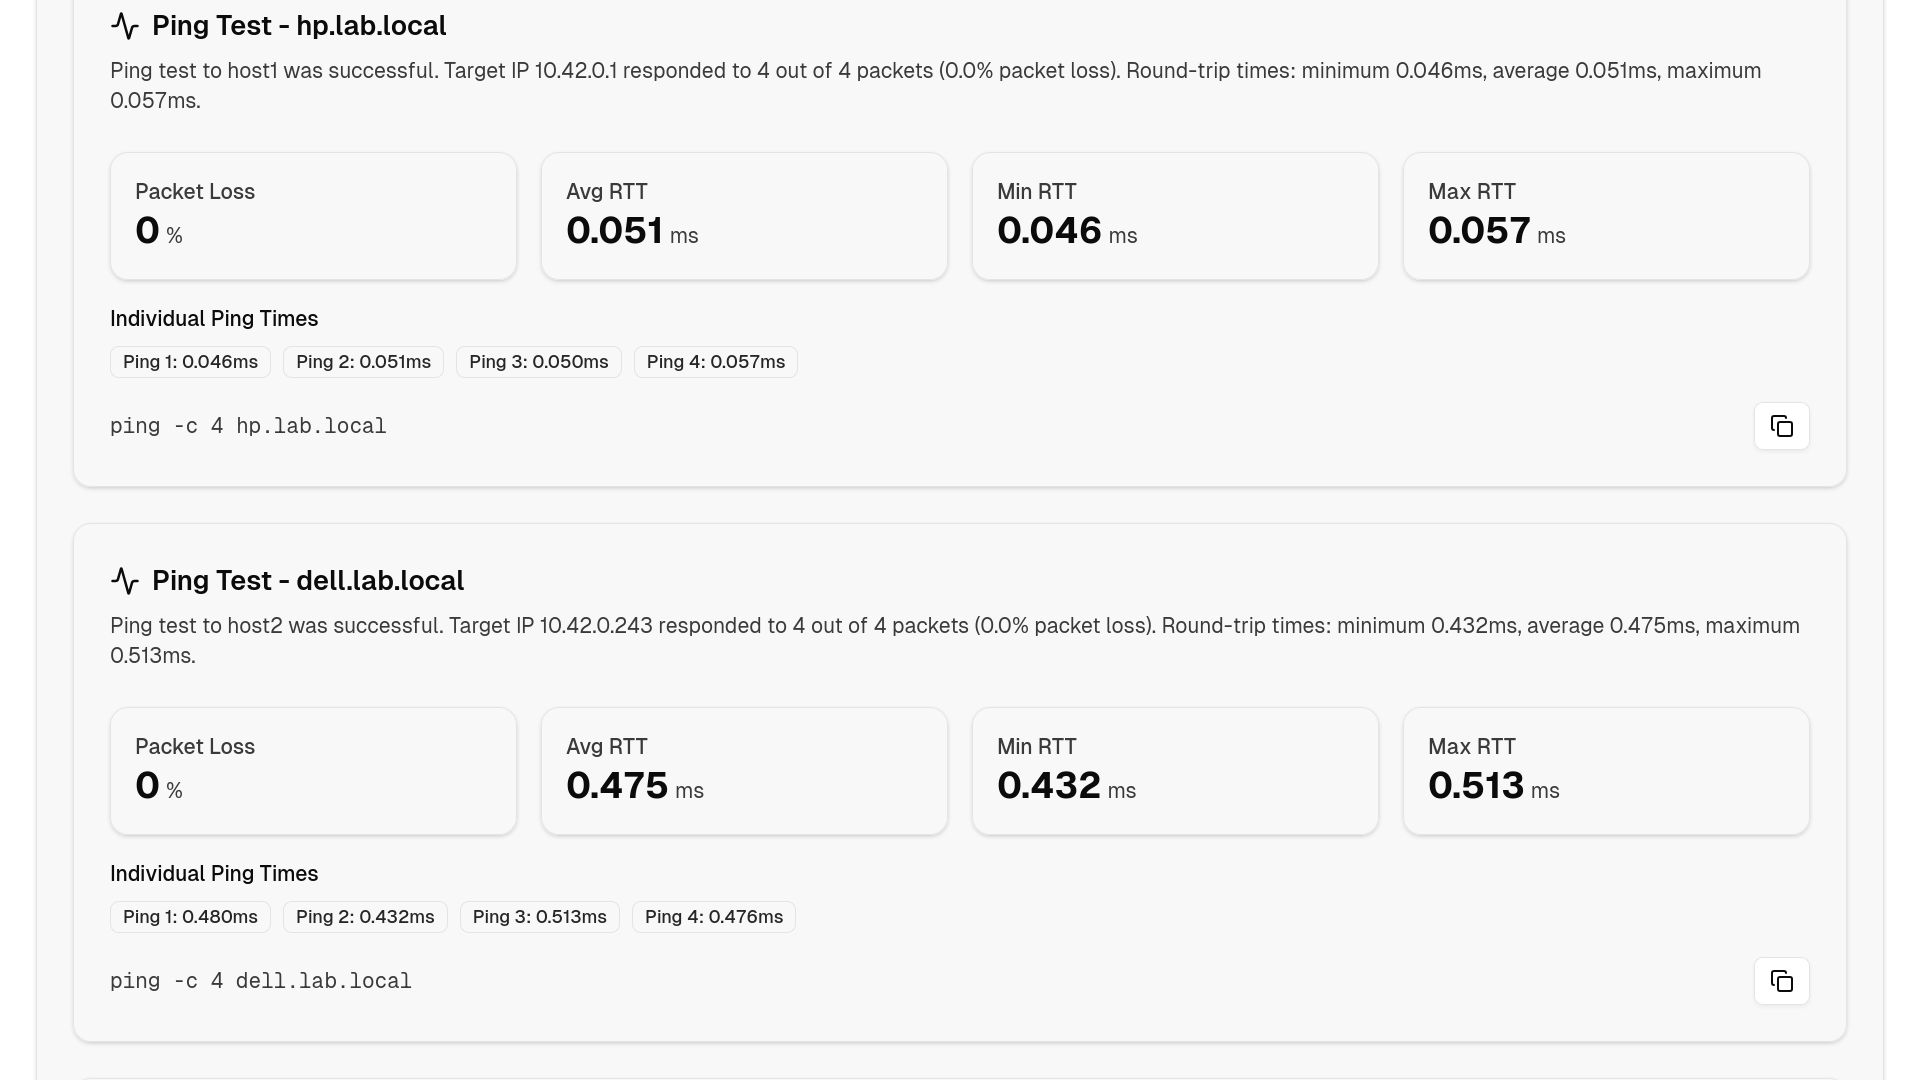 Ping Test - hp.lab.local
Ping test to host1 was successful. Target IP 10.42.0.1 responded to 4 out of 4 packets (0.0% packet loss). Round-trip times: minimum 0.046ms, average 0.051ms, maximum
0.057ms.
Packet Loss
0 %
Avg RTT
0.051 ms
Min RTT
0.046 ms
Max RTT
0.057 ms
Individual Ping Times
Ping 1: 0.046ms Ping 2: 0.051ms Ping 3: 0.050ms Ping 4: 0.057ms
ping -c 4 hp.lab.local
Ping Test - dell.lab.local
Ping test to host2 was successful. Target IP 10.42.0.243 responded to 4 out of 4 packets (0.0% packet loss). Round-trip times: minimum 0.432ms, average 0.475ms, maximum
0.513ms.
Packet Loss
0 %
Avg RTT
0.475 ms
Min RTT
0.432 ms
Max RTT
0.513 ms
Individual Ping Times
Ping 1: 0.480ms Ping 2: 0.432ms Ping 3: 0.513ms Ping 4: 0.476ms
ping -c 4 dell.lab.local